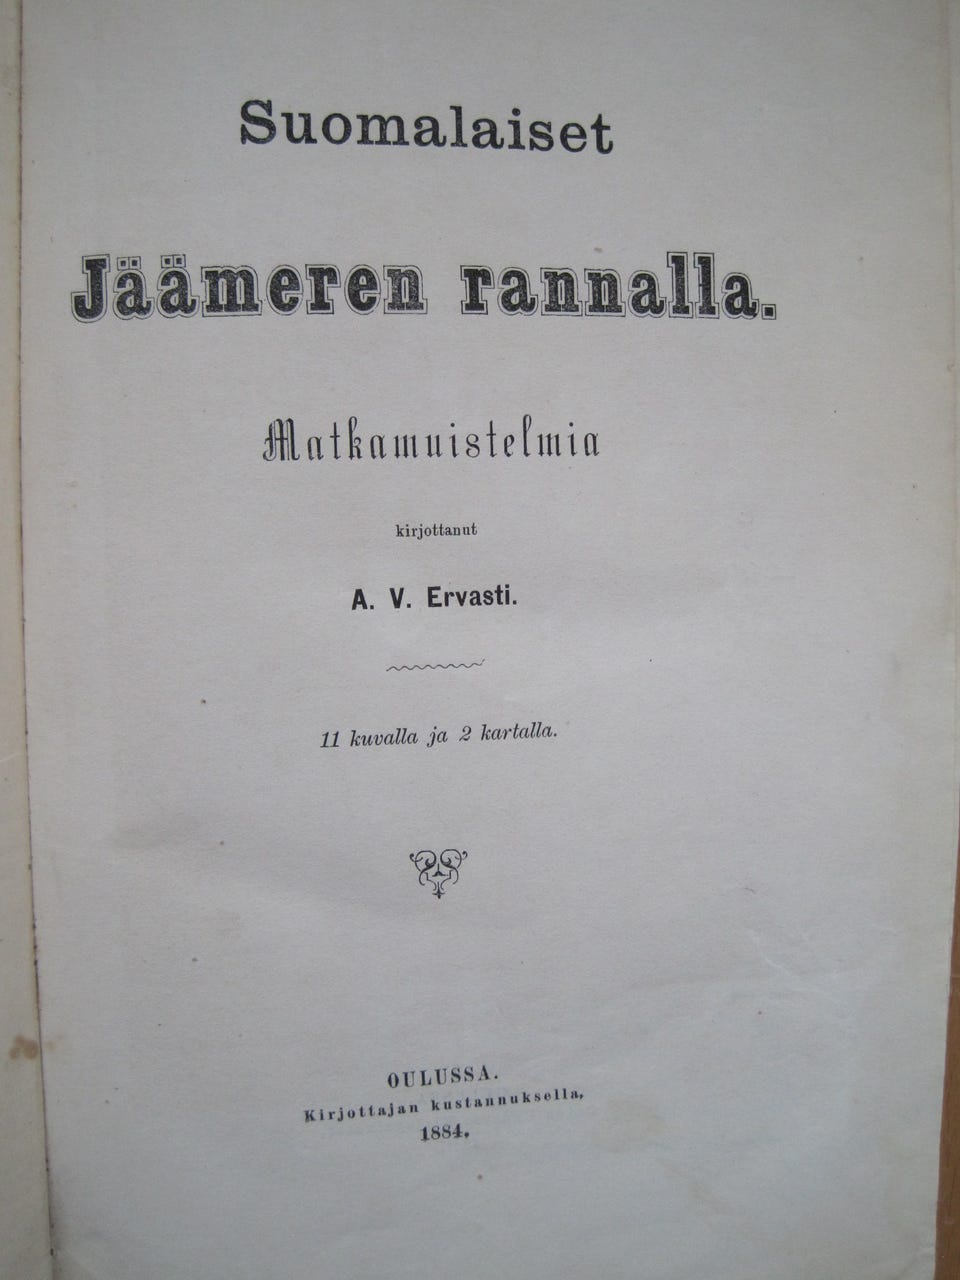 Suomalaiset
Jäämeren rannalla.
Matkamuistelmia
kirjottanut
A. V. Ervasti.
11 kuvalla ja 2 kartalla.
OULUSSA.
Kirjottajan kustannuksella,
1884.